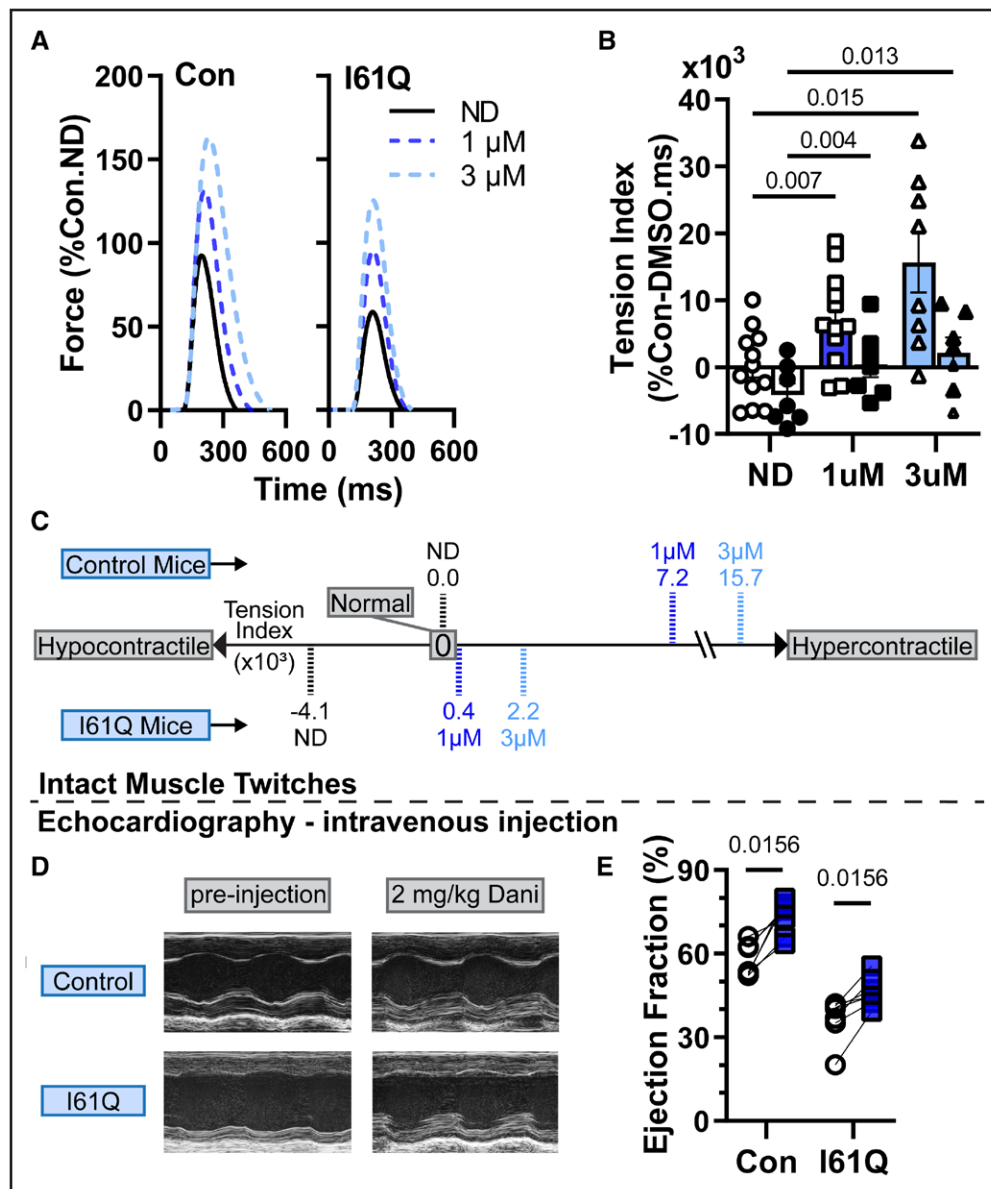 A
Con
I61Q
ND
1 µM
3 µM
Force (%Con.ND)
200
150
100
50
0
0 300 600
0 300 600
Time (ms)
B
x10³
0.013
0.015
0.004
0.007
Tension Index
(%Con-DMSO.ms)
40
30
20
10
0
-10
ND 1uM 3uM
C
Control Mice
ND
0.0
1µM
7.2
3µM
15.7
Normal
Tension
Index
(x10³)
Hypocontractile
0
Hypercontractile
I61Q Mice
-4.1
ND
0.4
1µM
2.2
3µM
Intact Muscle Twitches
Echocardiography - intravenous injection
D
pre-injection
2 mg/kg Dani
Control
I61Q
E
0.0156
0.0156
Ejection Fraction (%)
90
60
30
0
Con I61Q